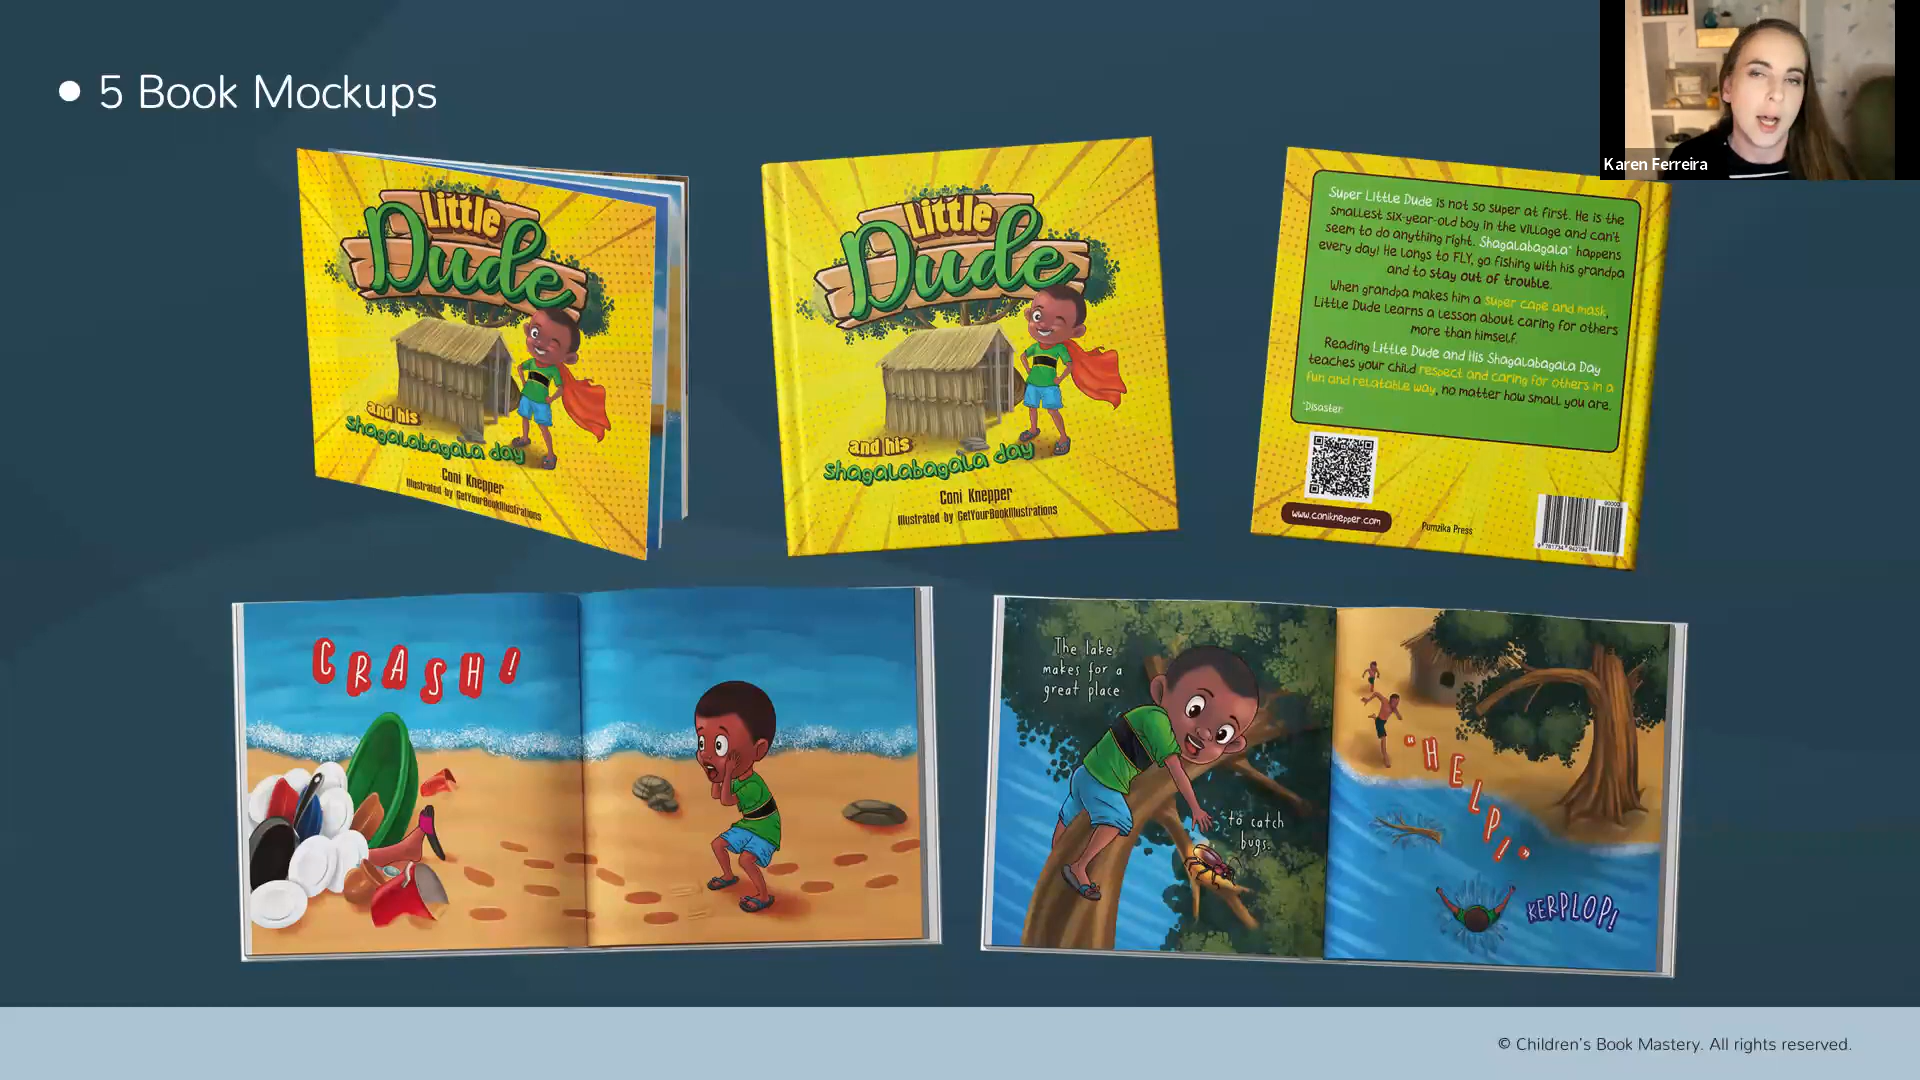 5 Book Mockups
Karen Ferreira
Little
Dude
and his
shagalabagala day
Coni Knepper
Illustrated by GetYourBookIllustrations
Little
Dude
and his
shagalabagala day
Coni Knepper
Illustrated by GetYourBookIllustrations
Super Little Dude is not so super at first. He is the
smallest six-year-old boy in the village and can't
seem to do anything right. Shagalabagala* happens
every day! He longs to FLY, go fishing with his grandpa
and to stay out of trouble.
When grandpa makes him a super cape and mask,
Little Dude learns a lesson about caring for others
more than himself.
Reading Little Dude and His Shagalabagala Day
teaches your child respect and caring for others in a
fun and relatable way, no matter how small you are.
*Disaster
www.coniknepper.com
Pumzika Press
90000
CRASH!
The lake
makes for a
great place
to catch
bugs.
"HELP!"
KERPLOP!
© Children's Book Mastery. All rights reserved.